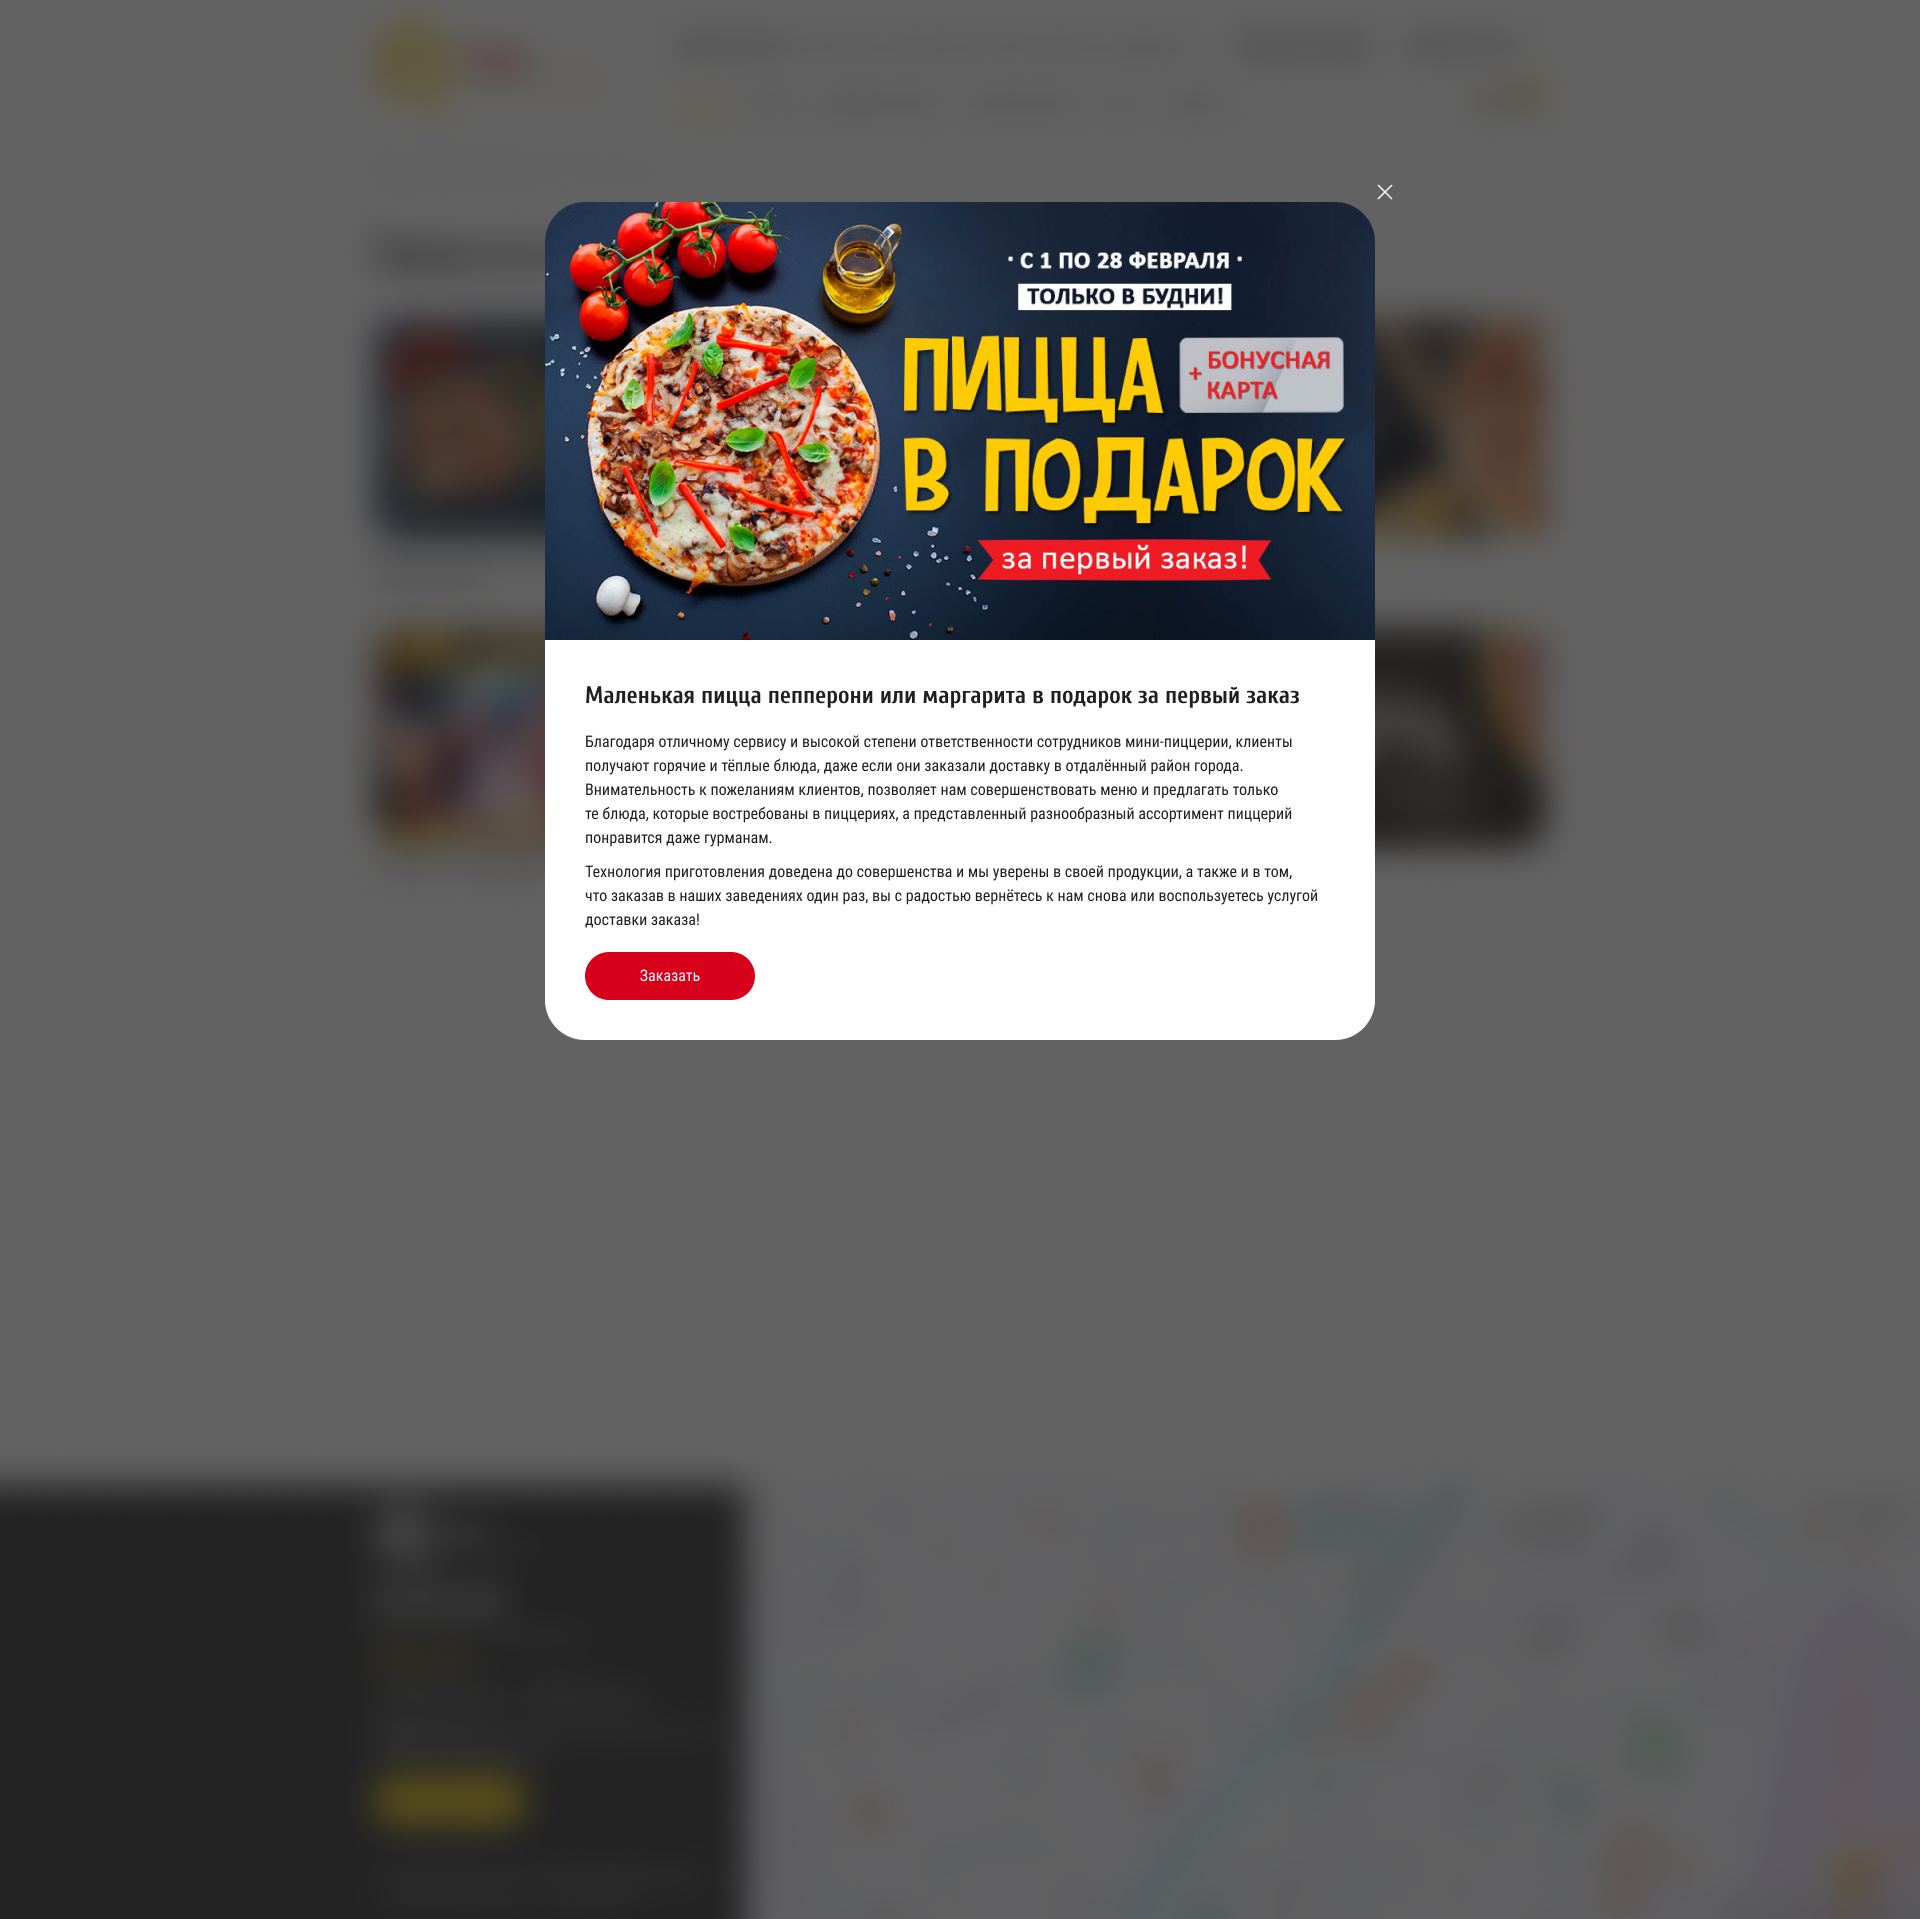 · С 1 ПО 28 ФЕВРАЛЯ ·
ТОЛЬКО В БУДНИ!
ПИЦЦА
+ БОНУСНАЯ
КАРТА
В ПОДАРОК
за первый заказ!
Маленькая пицца пепперони или маргарита в подарок за первый заказ
Благодаря отличному сервису и высокой степени ответственности сотрудников мини-пиццерии, клиенты
получают горячие и тёплые блюда, даже если они заказали доставку в отдалённый район города.
Внимательность к пожеланиям клиентов, позволяет нам совершенствовать меню и предлагать только
те блюда, которые востребованы в пиццериях, а представленный разнообразный ассортимент пиццерий
понравится даже гурманам.
Технология приготовления доведена до совершенства и мы уверены в своей продукции, а также и в том,
что заказав в наших заведениях один раз, вы с радостью вернётесь к нам снова или воспользуетесь услугой
доставки заказа!
Заказать